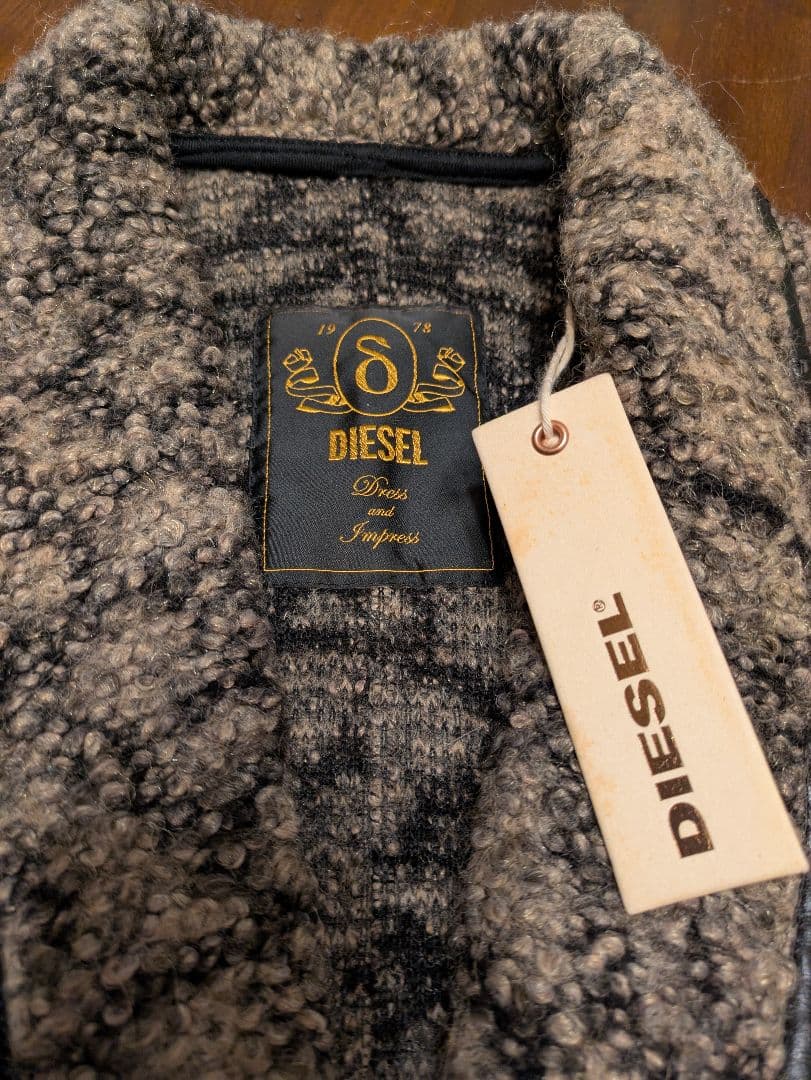 19 78
δ
DIESEL
Dress
and
Impress
DIESEL®